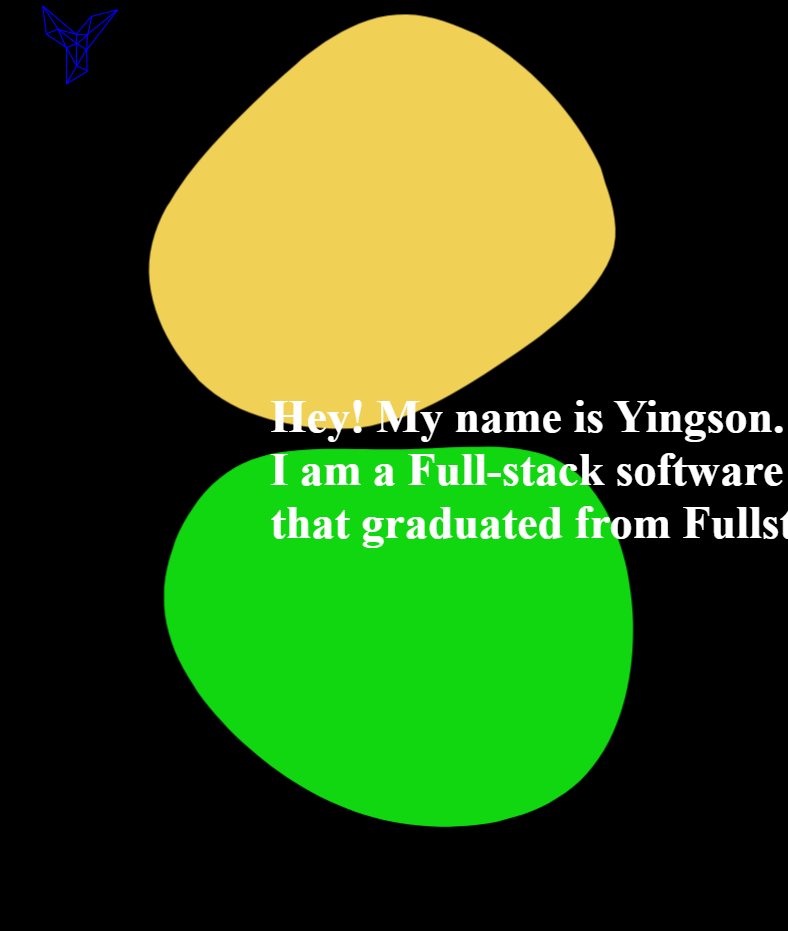 Hey! My name is Yingson.
I am a Full-stack software
that graduated from